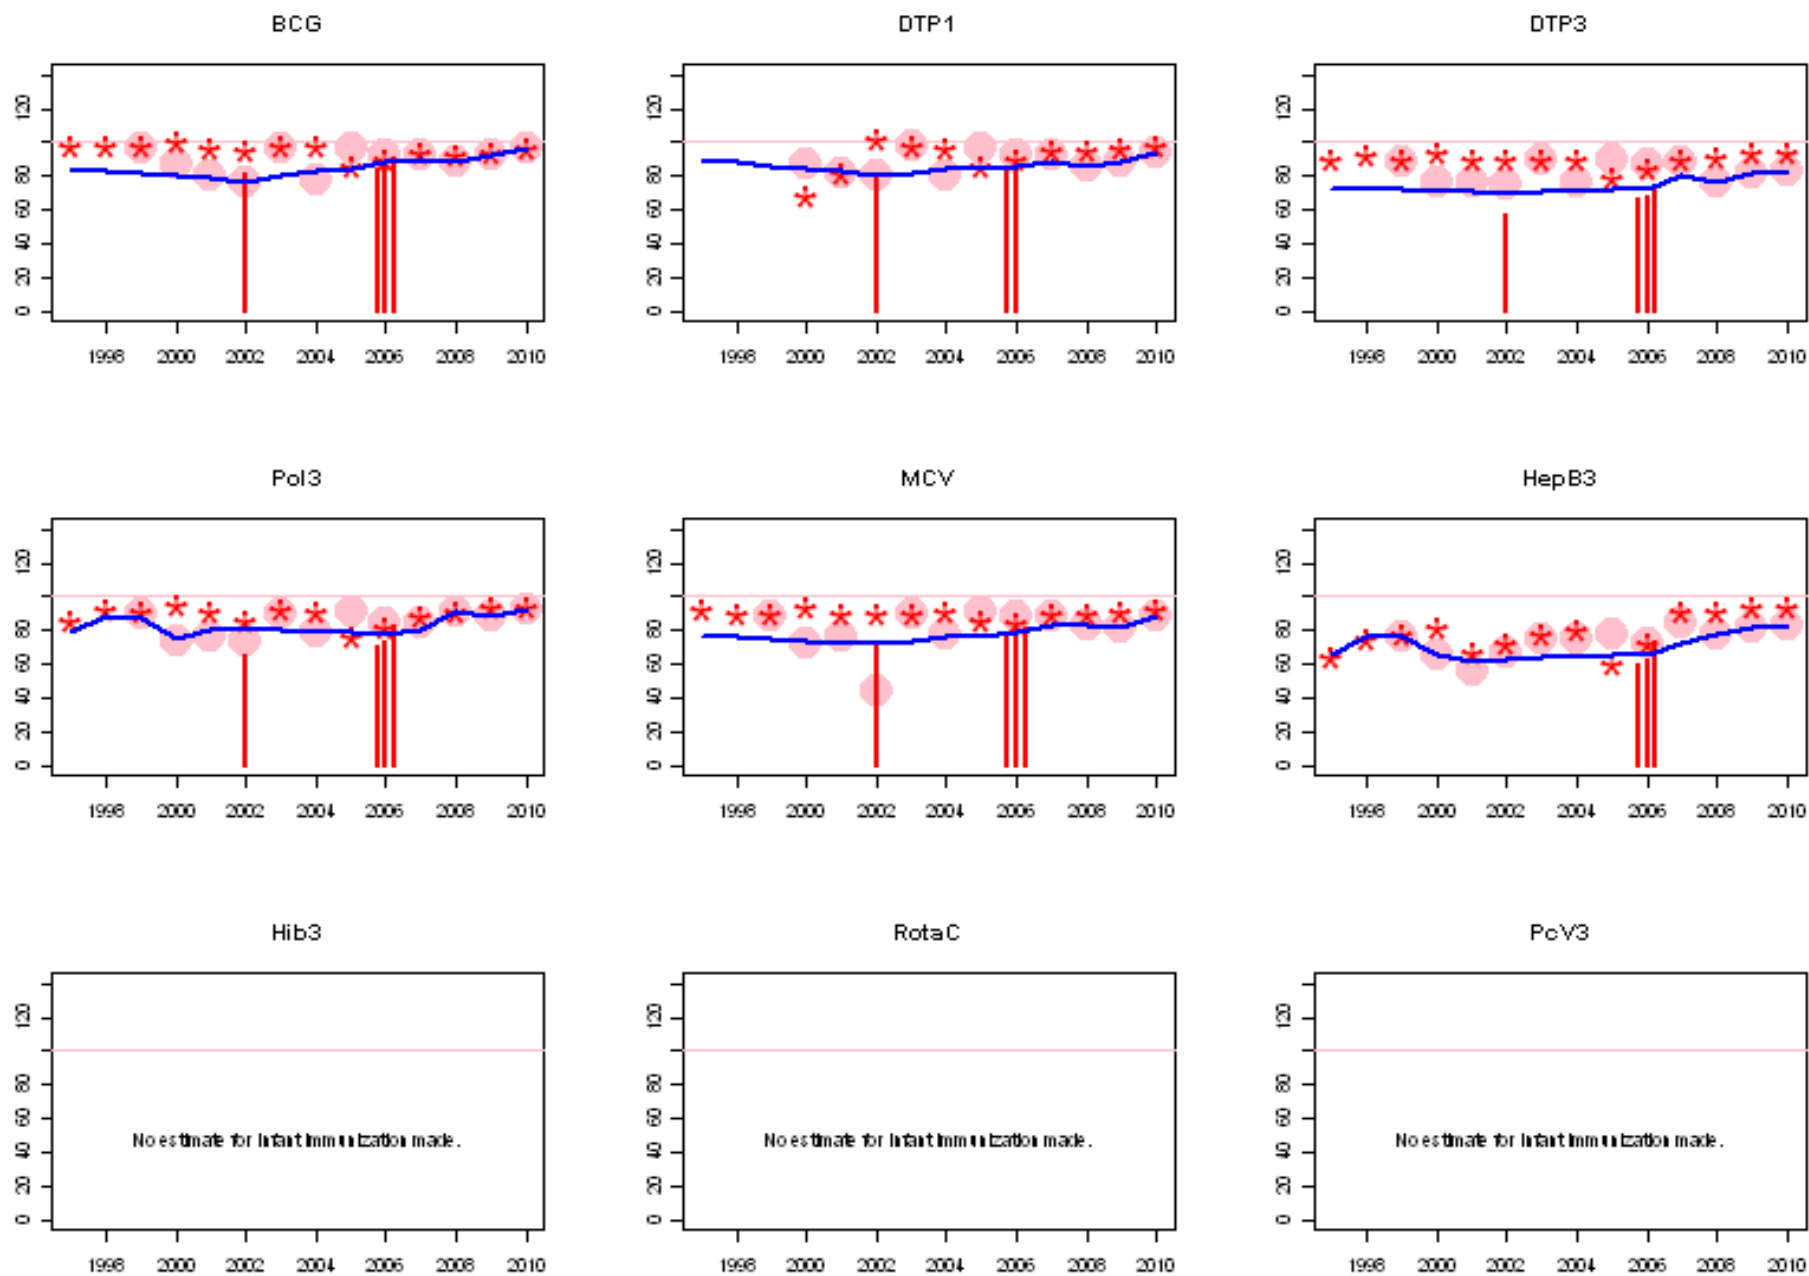 BCG DTP1 DTP3
120 120 120
80 80 80
60 60 60
40 40 40
20 20 20
0 0 0
1998 2000 2002 2004 2006 2008 2010 1998 2000 2002 2004 2006 2008 2010 1998 2000 2002 2004 2006 2008 2010
Pol3 MCV HepB3
120 120 120
80 80 80
60 60 60
40 40 40
20 20 20
0 0 0
1998 2000 2002 2004 2006 2008 2010 1998 2000 2002 2004 2006 2008 2010 1998 2000 2002 2004 2006 2008 2010
Hib3 RotaC PcV3
120 120 120
80 80 80
60 60 60
No estimate for infant immunization made. No estimate for infant immunization made. No estimate for infant immunization made.
40 40 40
20 20 20
0 0 0
1998 2000 2002 2004 2006 2008 2010 1998 2000 2002 2004 2006 2008 2010 1998 2000 2002 2004 2006 2008 2010